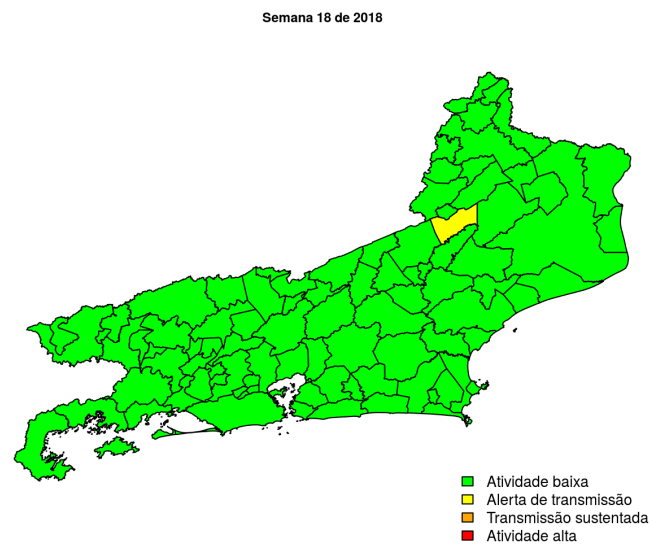 Semana 18 de 2018
Atividade baixa
Alerta de transmissão
Transmissão sustentada
Atividade alta